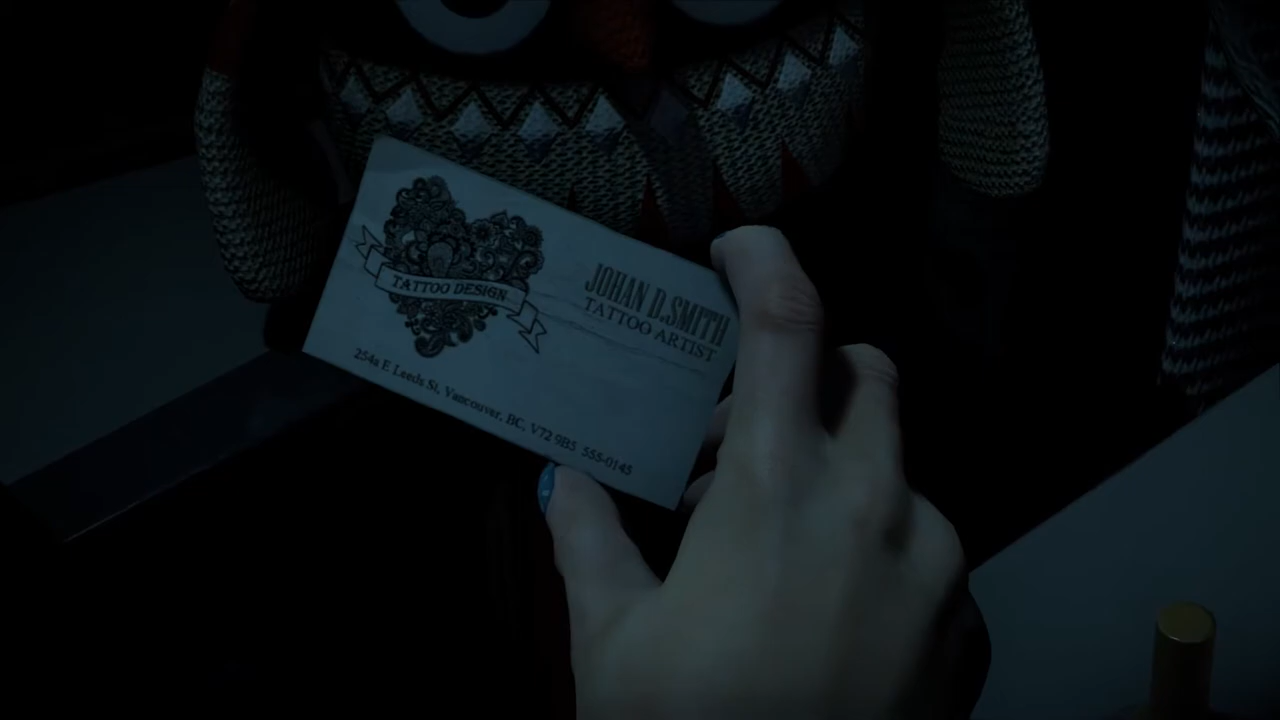 TATTOO DESIGN
JOHAN D.SMITH
TATTOO ARTIST
254a E Leeds St, Vancouver, BC, V72 9B5 555-0145